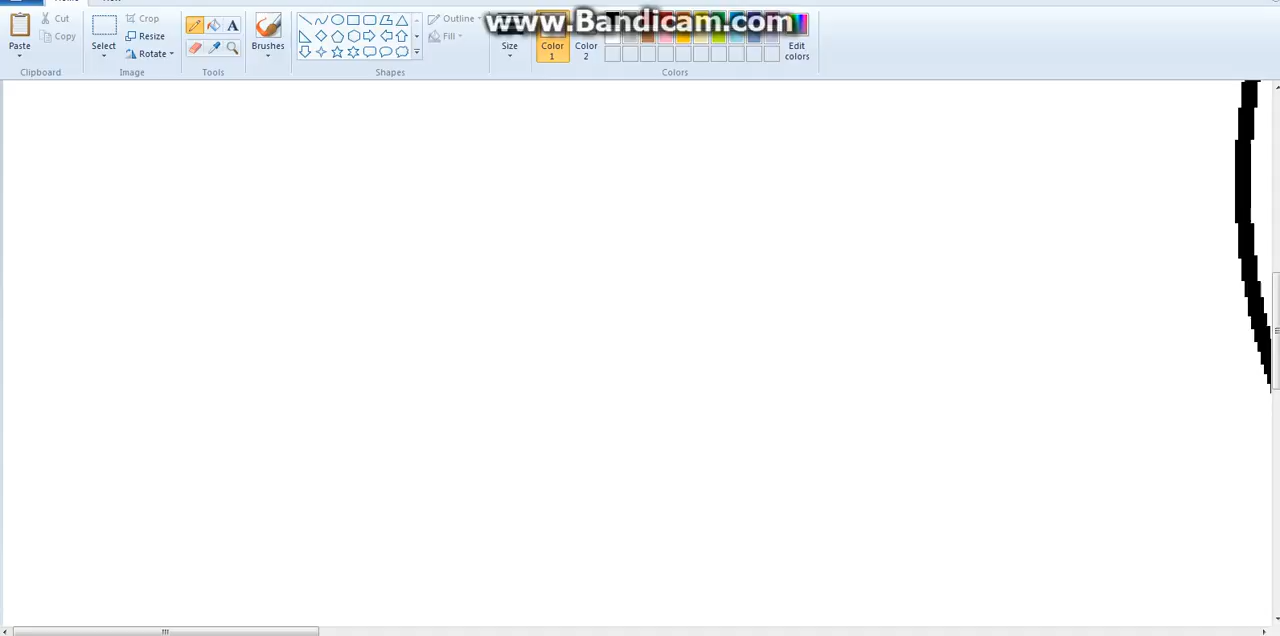 www.Bandicam.com
Paste
Cut
Copy
Clipboard
Select
Crop
Resize
Rotate
Image
Tools
Brushes
Shapes
Outline
Fill
Size
Color
1
Color
2
Edit
colors
Colors